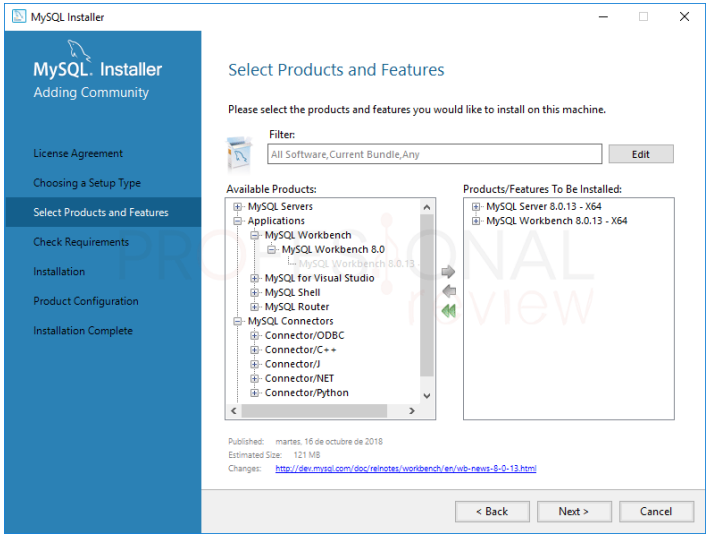 MySQL Installer
MySQL. Installer
Adding Community
License Agreement
Choosing a Setup Type
Select Products and Features
Check Requirements
Installation
Product Configuration
Installation Complete
Select Products and Features
Please select the products and features you would like to install on this machine.
Filter:
All Software,Current Bundle,Any
Edit
Available Products:
MySQL Servers
Applications
MySQL Workbench
MySQL Workbench 8.0
MySQL Workbench 8.0.13
MySQL for Visual Studio
MySQL Shell
MySQL Router
MySQL Connectors
Connector/ODBC
Connector/C++
Connector/J
Connector/NET
Connector/Python
Products/Features To Be Installed:
MySQL Server 8.0.13 - X64
MySQL Workbench 8.0.13 - X64
PROFESIONAL
review
Published: martes, 16 de octubre de 2018
Estimated Size: 121 MB
Changes: http://dev.mysql.com/doc/relnotes/workbench/en/wb-news-8-0-13.html
< Back
Next >
Cancel